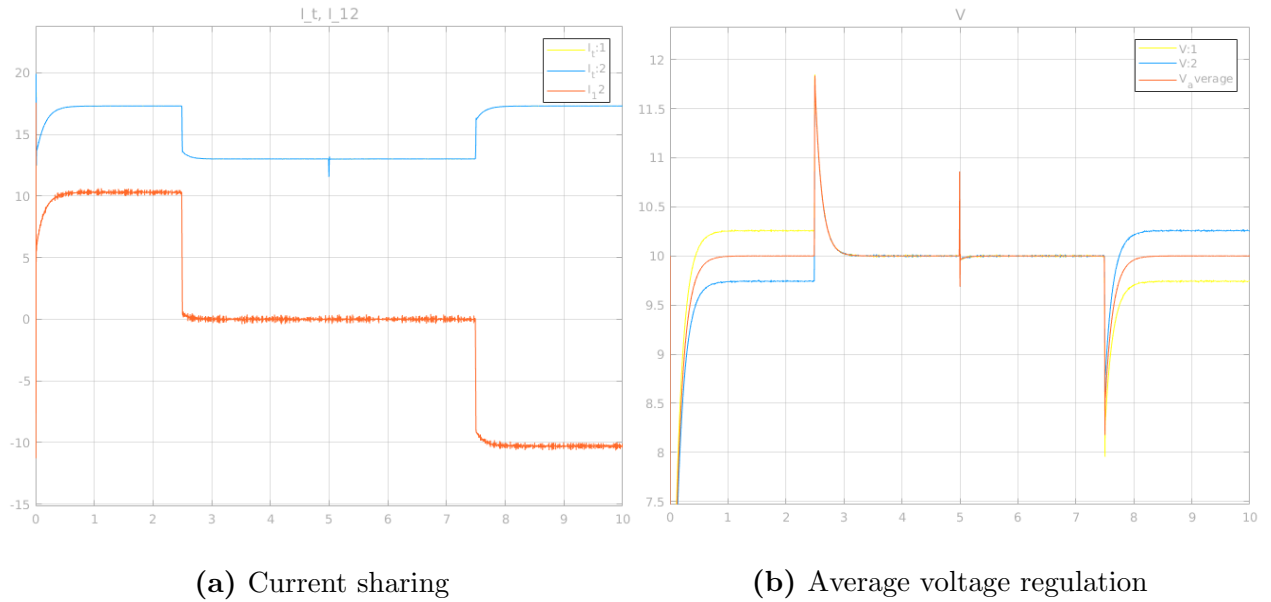 I_t, I_12
I_t:1
I_t:2
I_12
20
15
10
5
0
-5
-10
-15
0 1 2 3 4 5 6 7 8 9 10
(a) Current sharing
V
V:1
V:2
V_average
12
11.5
11
10.5
10
9.5
9
8.5
8
7.5
0 1 2 3 4 5 6 7 8 9 10
(b) Average voltage regulation